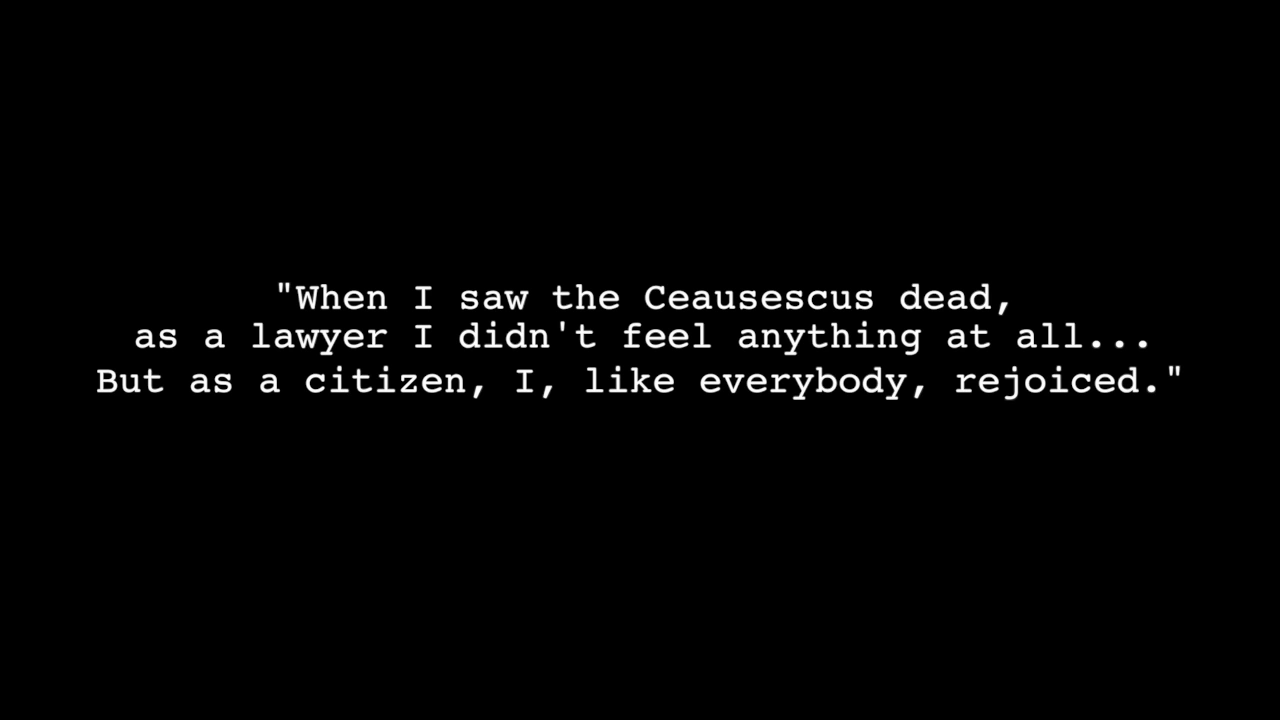 "When I saw the Ceausescus dead,
as a lawyer I didn't feel anything at all...
But as a citizen, I, like everybody, rejoiced."